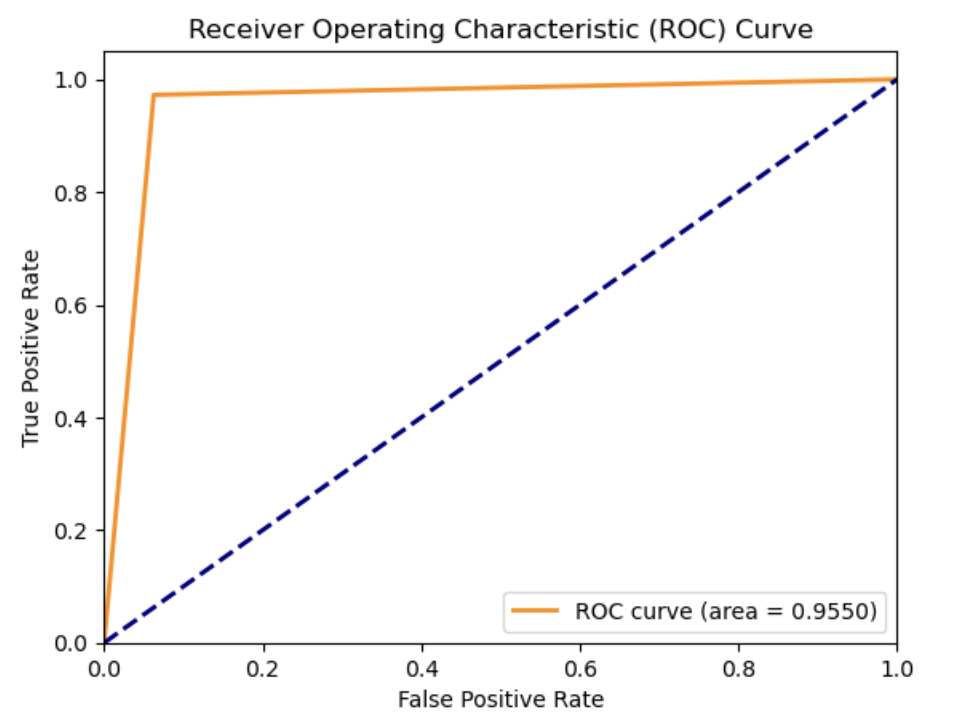 Receiver Operating Characteristic (ROC) Curve
1.0
0.8
0.6
0.4
0.2
0.0
True Positive Rate
ROC curve (area = 0.9550)
0.0 0.2 0.4 0.6 0.8 1.0
False Positive Rate